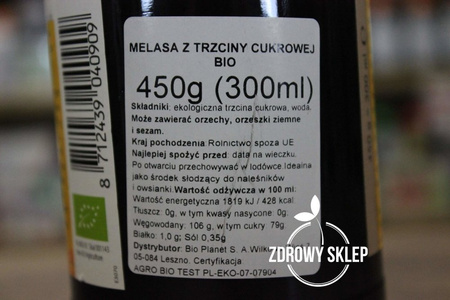 MELASA Z TRZCINY CUKROWEJ
BIO
450g (300ml)
Składniki: ekologiczna trzcina cukrowa, woda.
Może zawierać orzechy, orzeszki ziemne
i sezam.
Kraj pochodzenia: Rolnictwo spoza UE
Najlepiej spożyć przed: data na wieczku.
Po otwarciu przechowywać w lodówce.Idealna
jako środek słodzący do naleśników
i owsianki. Wartość odżywcza w 100 ml:
Wartość energetyczna 1819 kJ / 428 kcal
Tłuszcz: 0g, w tym kwasy nasycone: 0g.
Węglowodany: 106 g, w tym cukry 79g
Białko: 1,0 g; Sól 0,35g
Dystrybutor: Bio Planet S. A.
05-084 Leszno. Certyfikacja
AGRO BIO TEST PL-EKO-07-07904
8 712439 040909
ZDROWY SKLEP